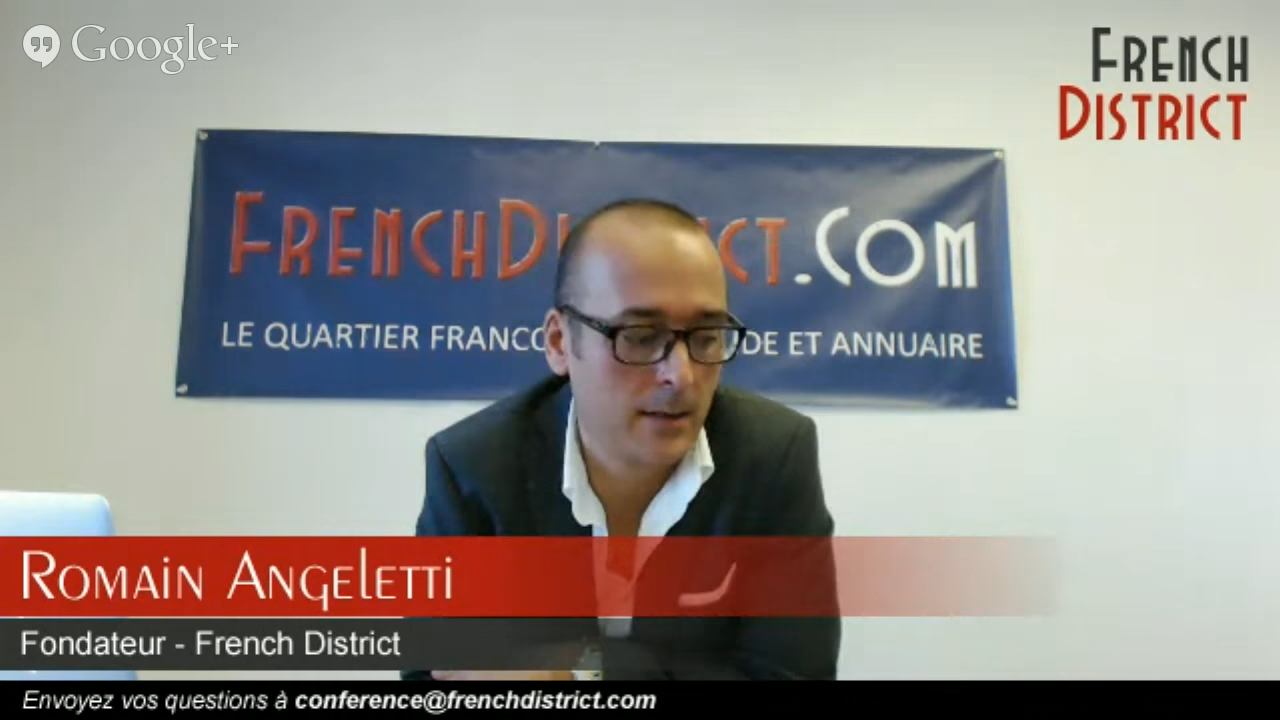 Google+
FRENCH
DISTRICT
FRENCHD CT.COM
LE QUARTIER FRANCO DE ET ANNUAIRE
ROMAIN ANGELETTI
Fondateur - French District
Envoyez vos questions à conference@frenchdistrict.com